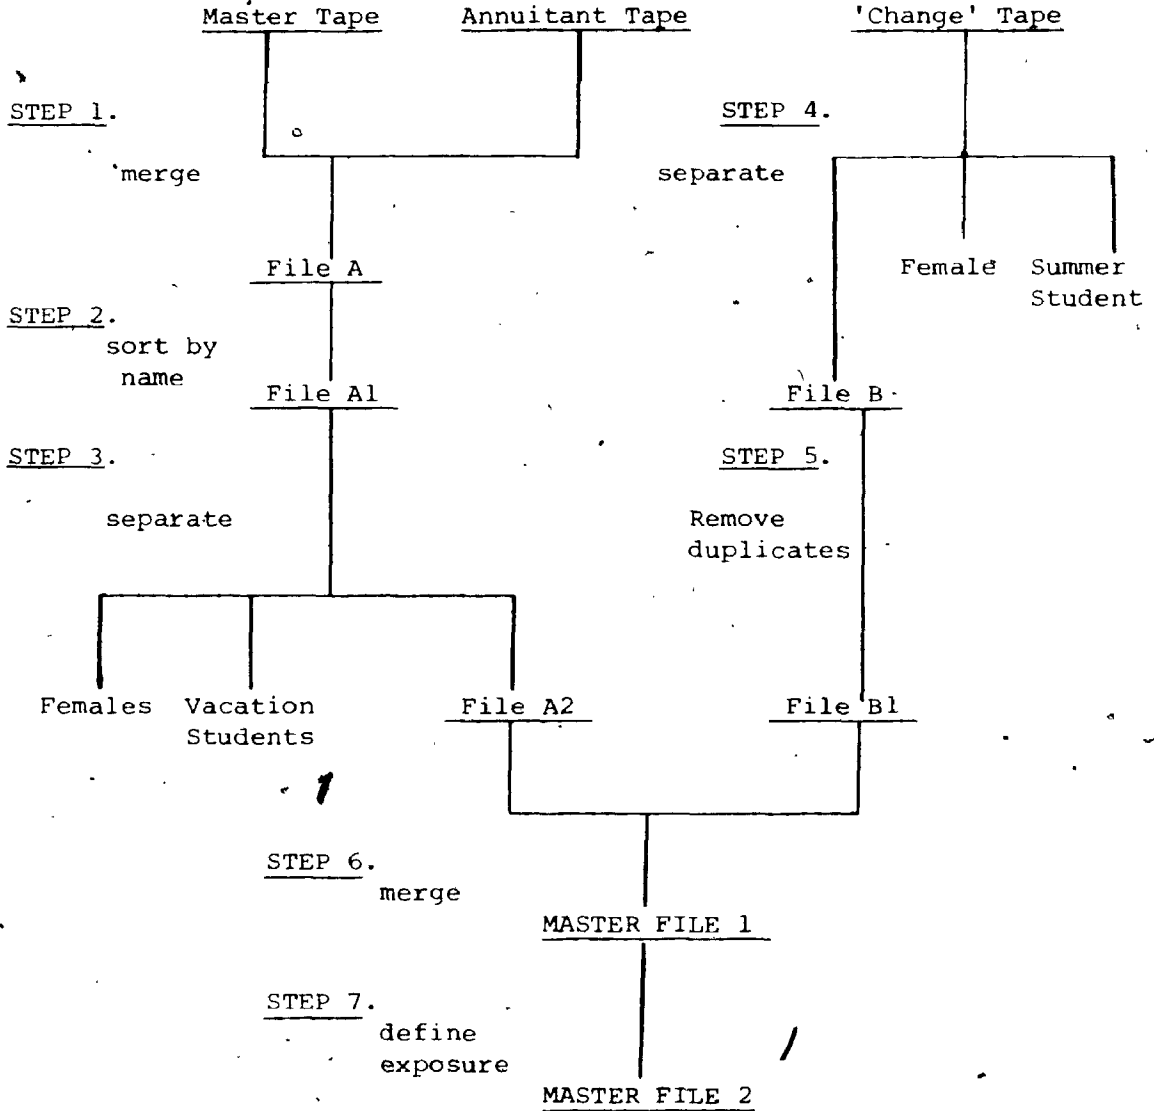 Master Tape Annuitant Tape 'Change' Tape
STEP 1. STEP 4.
merge separate
File A Female Summer
Student
STEP 2.
sort by
name
File A1 File B
STEP 3. STEP 5.
separate Remove
duplicates
Females Vacation File A2 File B1
Students
STEP 6.
merge
MASTER FILE 1
STEP 7.
define
exposure
MASTER FILE 2